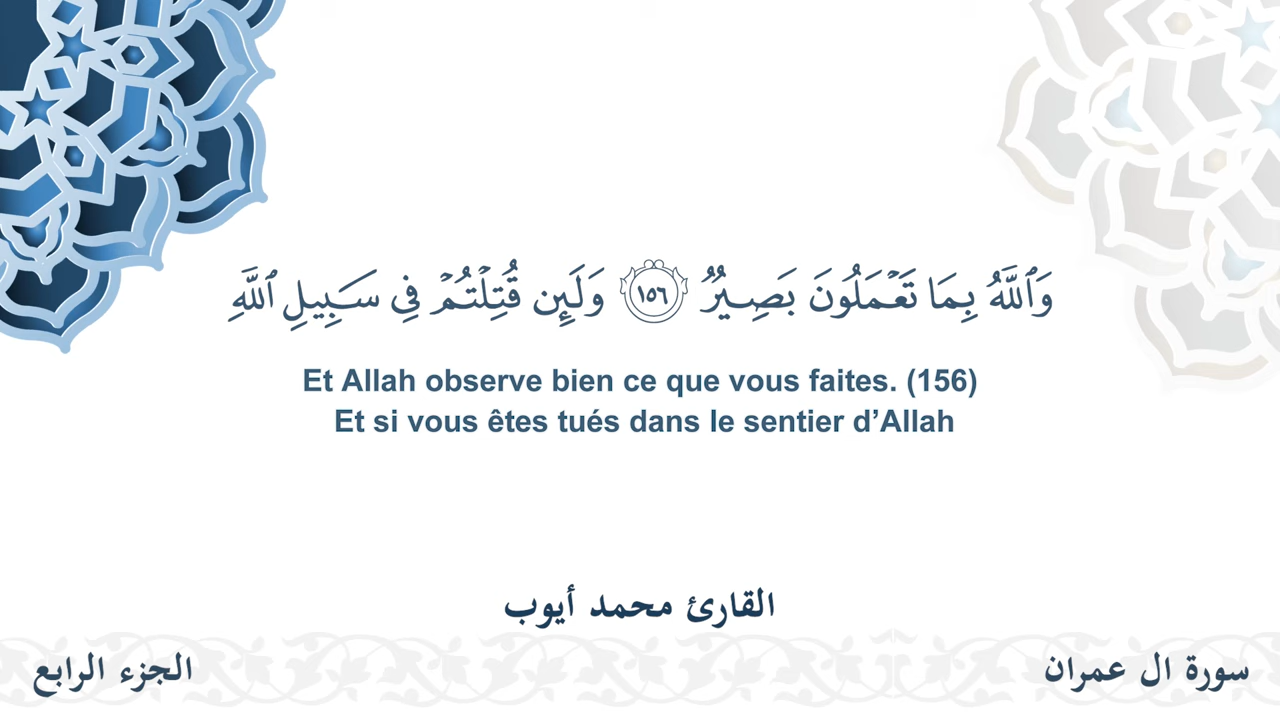 وَٱللَّهُ بِمَا تَعۡمَلُونَ بَصِيرٞ ١٥٦ وَلَئِن قُتِلۡتُمۡ فِي سَبِيلِ ٱللَّهِ
Et Allah observe bien ce que vous faites. (156)
Et si vous êtes tués dans le sentier d’Allah
القارئ محمد أيوب
سورة ال عمران
الجزء الرابع